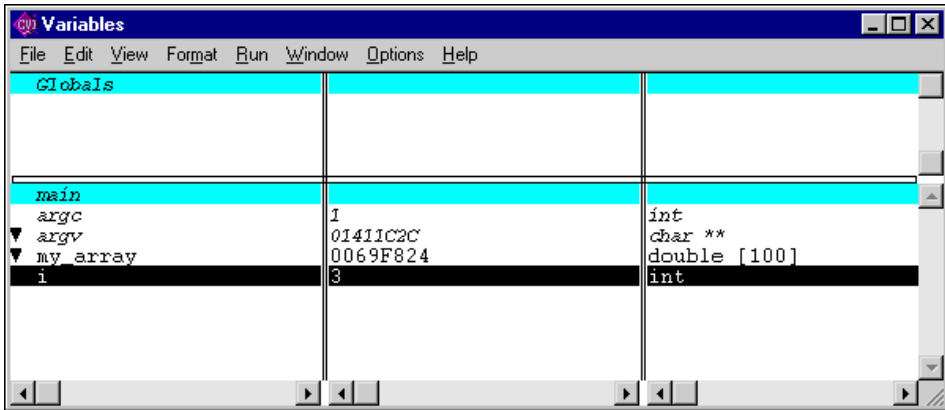 CVI Variables
File Edit View Format Run Window Options Help
Globals
main
argc 1 int
argv 01411C2C char **
my_array 0069F824 double [100]
i 3 int